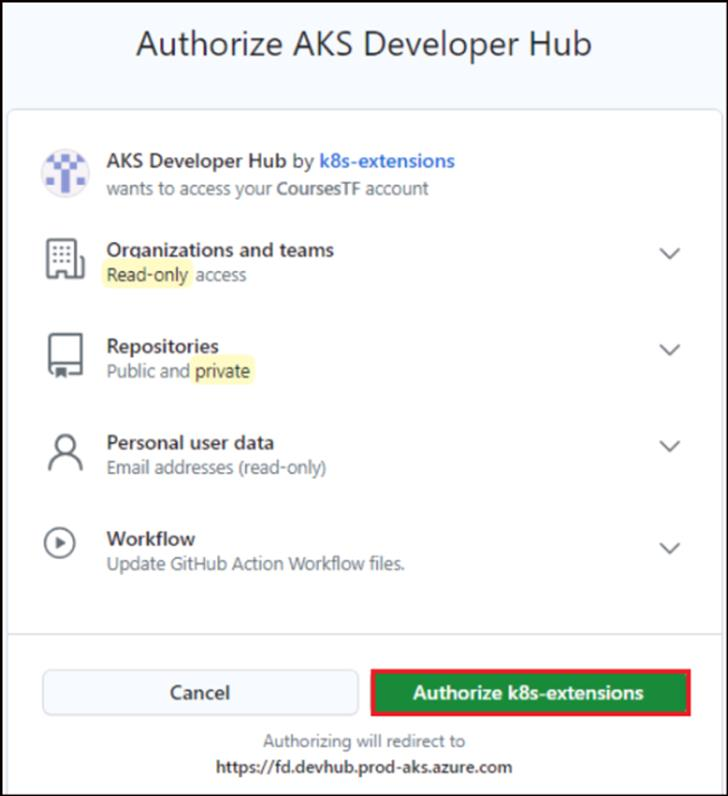 Authorize AKS Developer Hub
AKS Developer Hub by k8s-extensions
wants to access your CoursesTF account
Organizations and teams
Read-only access
Repositories
Public and private
Personal user data
Email addresses (read-only)
Workflow
Update GitHub Action Workflow files.
Cancel
Authorize k8s-extensions
Authorizing will redirect to
https://fd.devhub.prod-aks.azure.com